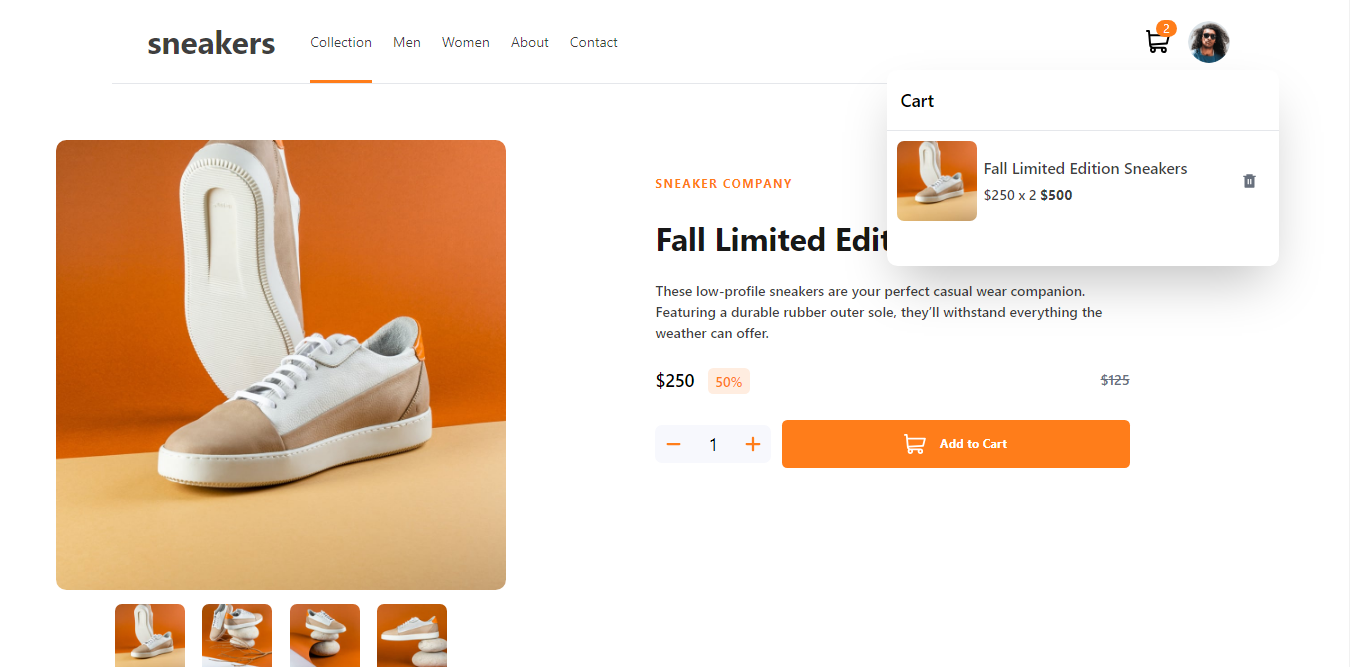 sneakers
Collection Men Women About Contact
2
Cart
Fall Limited Edition Sneakers
$250 x 2 $500
SNEAKER COMPANY
Fall Limited Edit
These low-profile sneakers are your perfect casual wear companion.
Featuring a durable rubber outer sole, they’ll withstand everything the
weather can offer.
$250 50% $125
1 Add to Cart